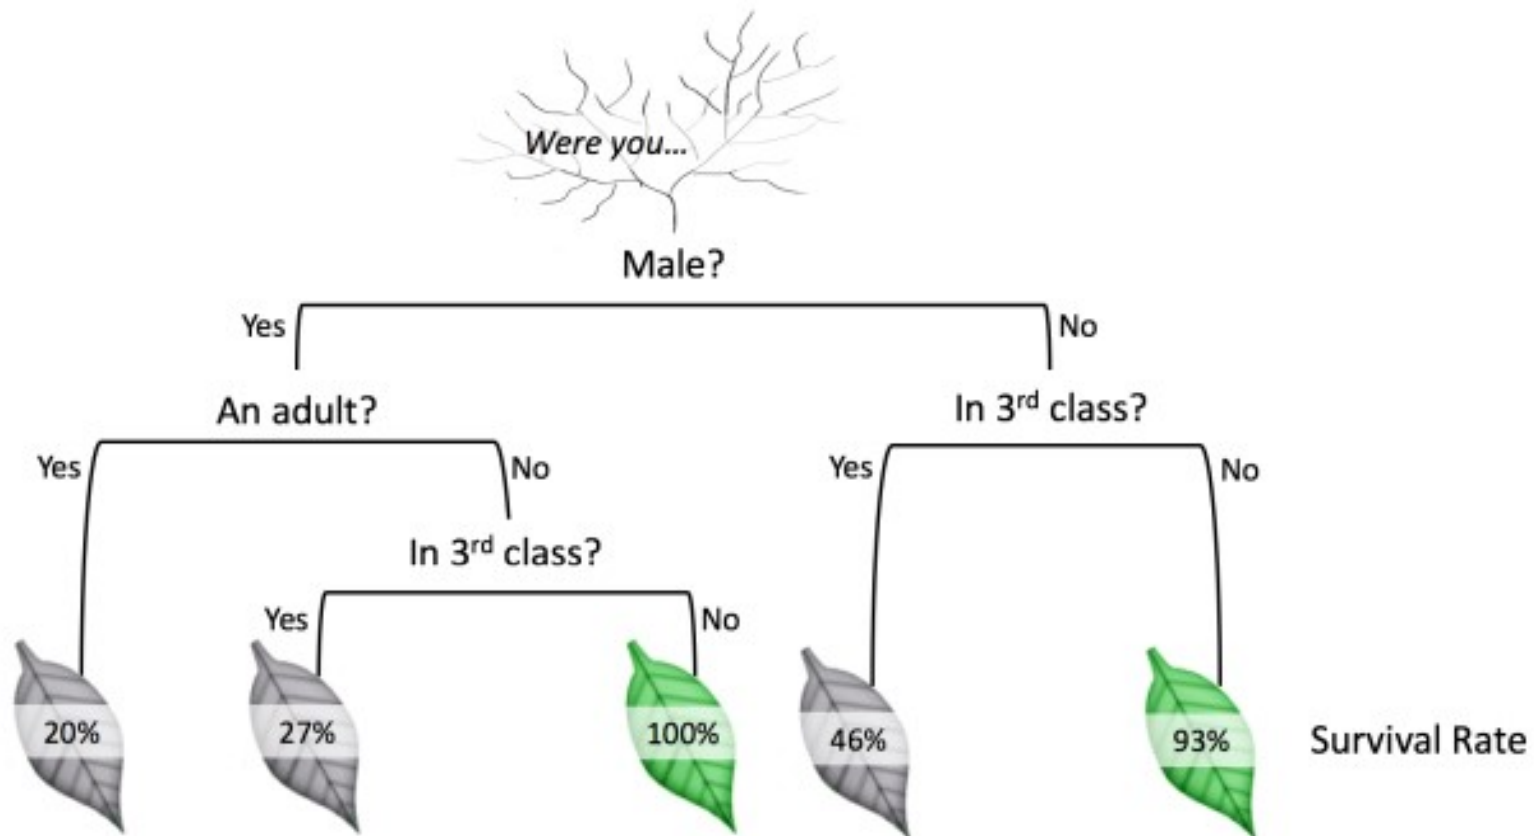 Were you...
Male?
Yes
No
An adult?
In 3rd class?
Yes
No
Yes
No
In 3rd class?
Yes
No
20%
27%
100%
46%
93%
Survival Rate